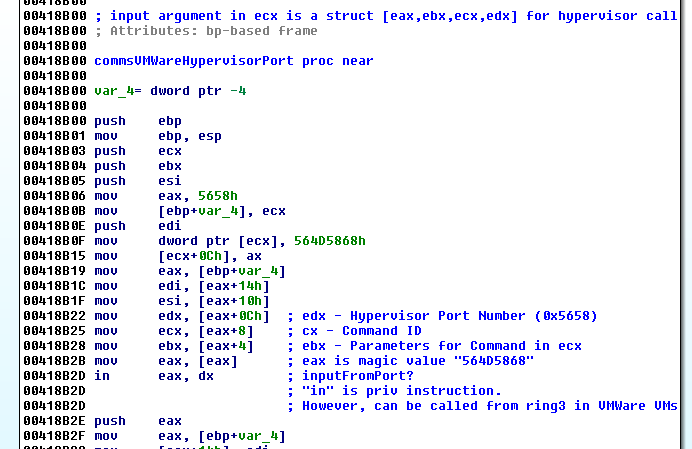 00418B00
00418B00 ; input argument in ecx is a struct [eax,ebx,ecx,edx] for hypervisor call
00418B00 ; Attributes: bp-based frame
00418B00
00418B00 commsVMWareHypervisorPort proc near
00418B00
00418B00 var_4= dword ptr -4
00418B00
00418B00 push ebp
00418B01 mov ebp, esp
00418B03 push ecx
00418B04 push ebx
00418B05 push esi
00418B06 mov eax, 5658h
00418B0B mov [ebp+var_4], ecx
00418B0E push edi
00418B0F mov dword ptr [ecx], 564D5868h
00418B15 mov [ecx+0Ch], ax
00418B19 mov eax, [ebp+var_4]
00418B1C mov edi, [eax+14h]
00418B1F mov esi, [eax+10h]
00418B22 mov edx, [eax+0Ch] ; edx - Hypervisor Port Number (0x5658)
00418B25 mov ecx, [eax+8] ; cx - Command ID
00418B28 mov ebx, [eax+4] ; ebx - Parameters for Command in ecx
00418B2B mov eax, [eax] ; eax is magic value "564D5868"
00418B2D in eax, dx ; inputFromPort?
00418B2D ; "in" is priv instruction.
00418B2D ; However, can be called from ring3 in VMWare VMs
00418B2E push eax
00418B2F mov eax, [ebp+var_4]